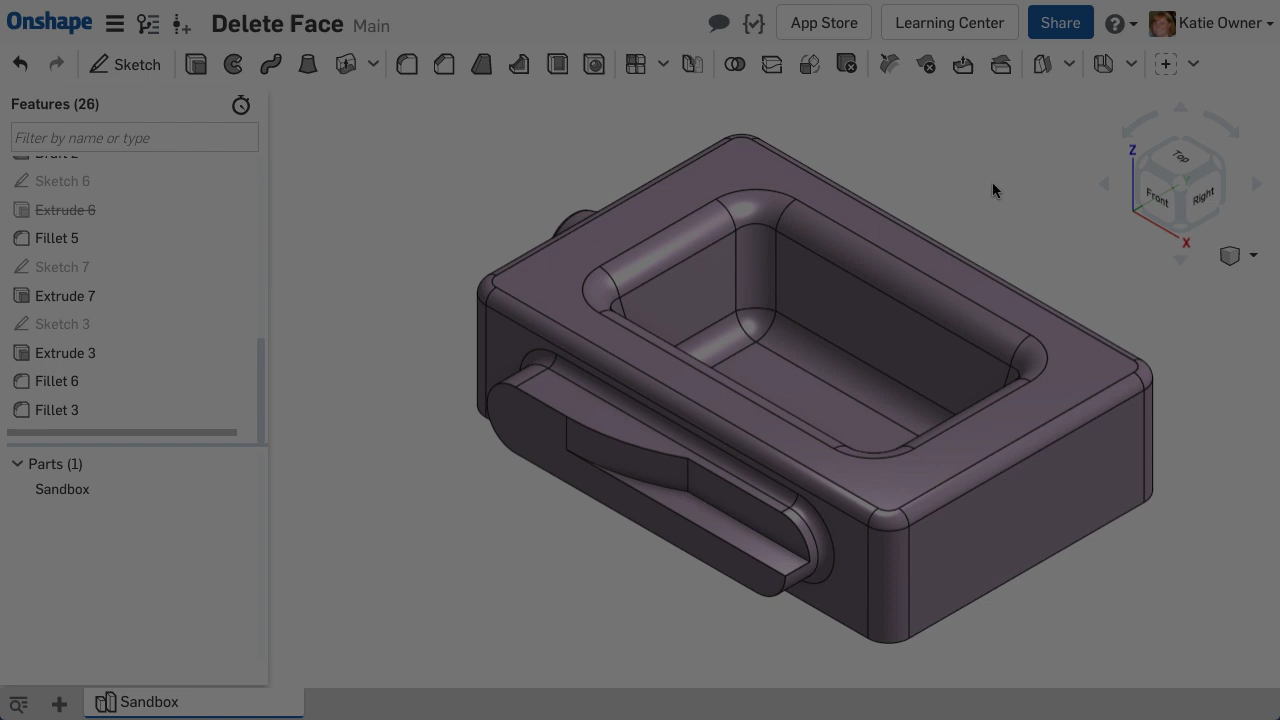 Onshape
Delete Face Main
App Store
Learning Center
Share
Katie Owner
Sketch
Features (26)
Filter by name or type
Draft 2
Sketch 6
Extrude 6
Fillet 5
Sketch 7
Extrude 7
Sketch 3
Extrude 3
Fillet 6
Fillet 3
Parts (1)
Sandbox
Z
Top
Front
Right
Y
X
Sandbox